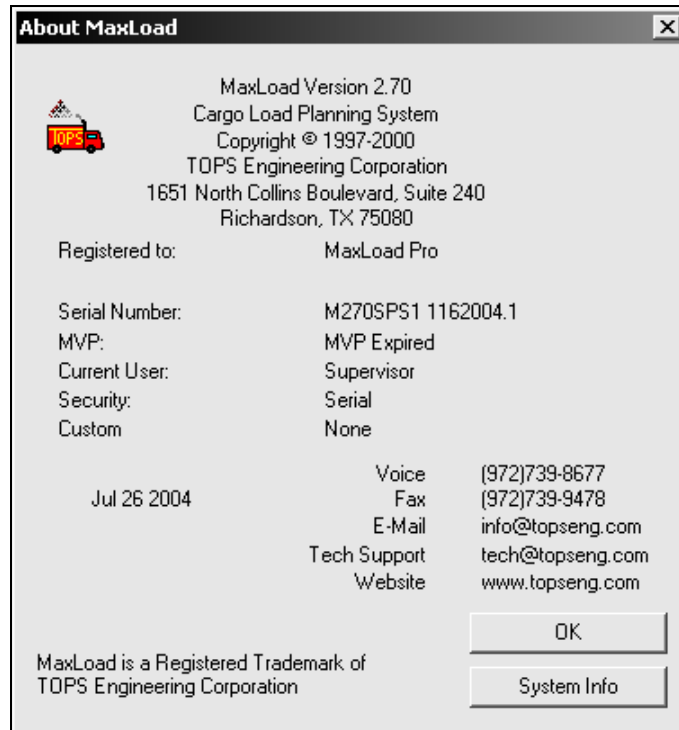 About MaxLoad
MaxLoad Version 2.70
Cargo Load Planning System
TOPS
Copyright © 1997-2000
TOPS Engineering Corporation
1651 North Collins Boulevard, Suite 240
Richardson, TX 75080
Registered to: MaxLoad Pro
Serial Number: M270SPS1 1162004.1
MVP: MVP Expired
Current User: Supervisor
Security: Serial
Custom None
Voice (972)739-8677
Jul 26 2004 Fax (972)739-9478
E-Mail info@topseng.com
Tech Support tech@topseng.com
Website www.topseng.com
OK
MaxLoad is a Registered Trademark of
TOPS Engineering Corporation
System Info